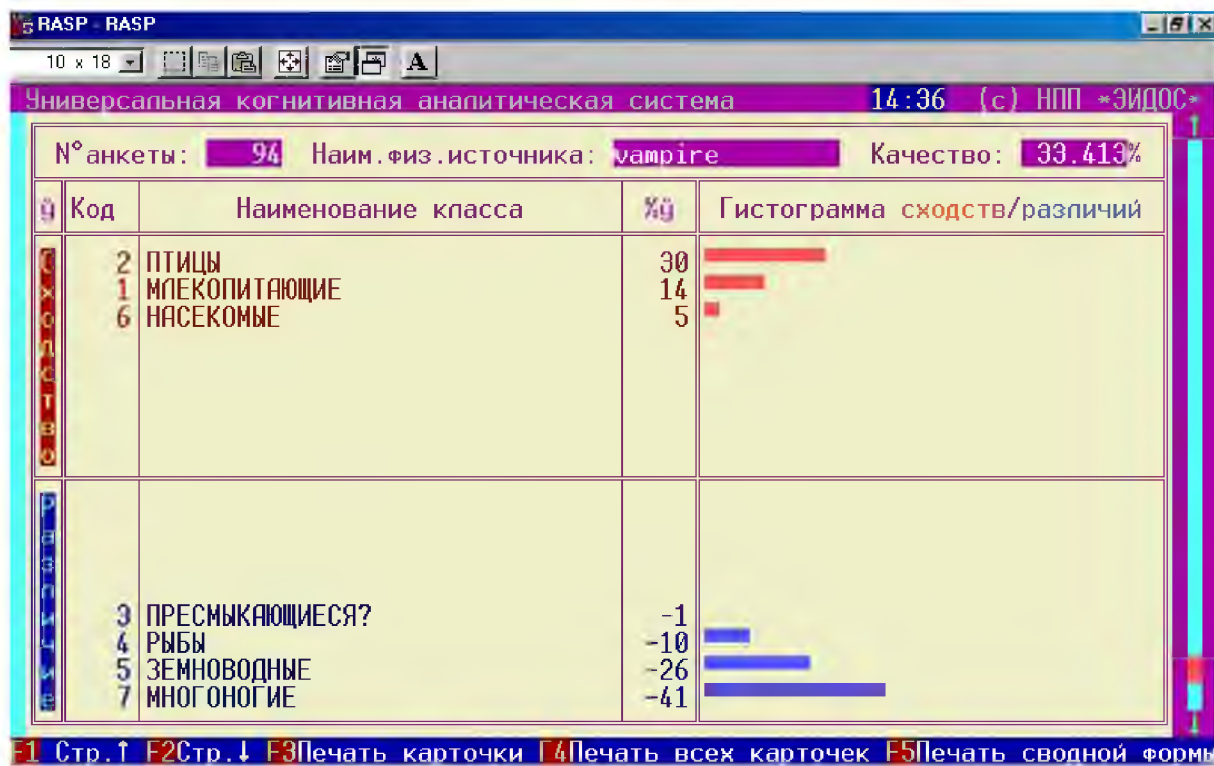 RASP - RASP
10 x 18 A
Универсальная когнитивная аналитическая система 14:36 (c) НПП *ЭЙДОС*
N°анкеты: 94 Наим.физ.источника: vampire Качество: 33.413%
Код Наименование класса Гистограмма сходств/различий
Сходство
2 ПТИЦЫ 30
1 МЛЕКОПИТАЮЩИЕ 14
6 НАСЕКОМЫЕ 5
Различие
3 ПРЕСМЫКАЮЩИЕСЯ? -1
4 РЫБЫ -10
5 ЗЕМНОВОДНЫЕ -26
7 МНОГОНОГИЕ -41
F1 Стр.↑ F2Стр.↓ F3Печать карточки F4Печать всех карточек F5Печать сводной формы